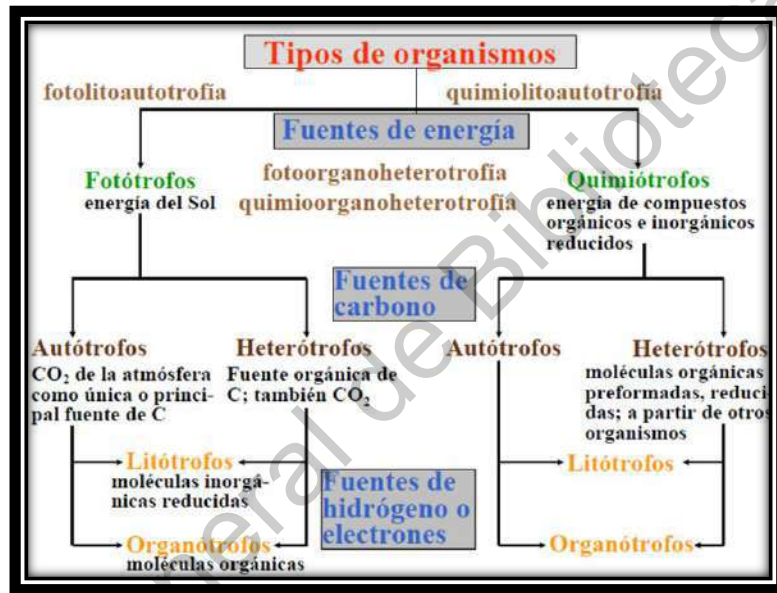 Tipos de organismos
fotolitoautotrofía
quimiolitoautotrofía
Fuentes de energía
Fotótrofos
energía del Sol
fotoorganoheterotrofía
quimioorganoheterotrofía
Quimiótrofos
energía de compuestos
orgánicos e inorgánicos
reducidos
Fuentes de
carbono
Autótrofos
CO₂ de la atmósfera
como única o princi-
pal fuente de C
Heterótrofos
Fuente orgánica de
C; también CO₂
Autótrofos
Heterótrofos
moléculas orgánicas
preformadas, reduci-
das; a partir de otros
organismos
Litótrofos
moléculas inorgá-
nicas reducidas
Fuentes de
hidrógeno o
electrones
Litótrofos
Organótrofos
moléculas orgánicas
Organótrofos
neral de Bibliotecas